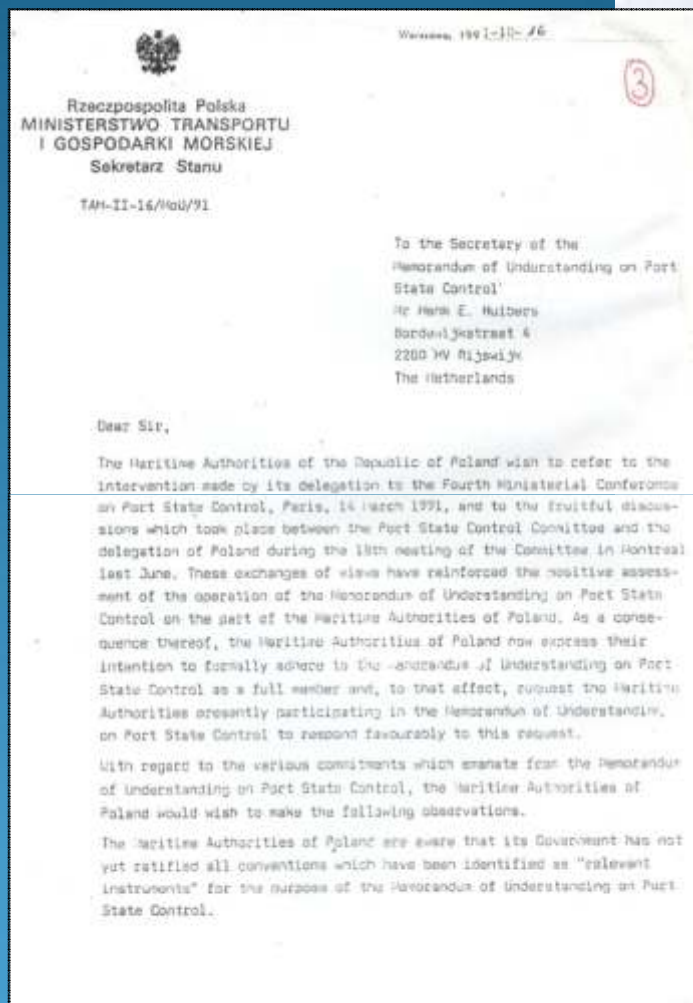 Warszawa, 1991-10-16
3
Rzeczpospolita Polska
MINISTERSTWO TRANSPORTU
I GOSPODARKI MORSKIEJ
Sekretarz Stanu
TAM-II-16/MoU/91
To the Secretary of the
Memorandum of Understanding on Port
State Control
Mr Henk E. Huibers
Bordewijkstraat 4
2280 HV Rijswijk
The Netherlands
Dear Sir,
The Maritime Authorities of the Republic of Poland wish to refer to the
intervention made by its delegation to the Fourth Ministerial Conference
on Port State Control, Paris, 14 March 1991, and to the fruitful discus-
sions which took place between the Port State Control Committee and the
delegation of Poland during the 18th meeting of the Committee in Montreal
last June. These exchanges of views have reinforced the positive assess-
ment of the operation of the Memorandum of Understanding on Port State
Control on the part of the Maritime Authorities of Poland. As a conse-
quence thereof, the Maritime Authorities of Poland now express their
intention to formally adhere to the Memorandum of Understanding on Port
State Control as a full member and, to that effect, request the Maritime
Authorities presently participating in the Memorandum of Understanding,
on Port State Control to respond favourably to this request.
With regard to the various commitments which emanate from the Memorandum
of Understanding on Port State Control, the Maritime Authorities of
Poland would wish to make the following observations.
The Maritime Authorities of Poland are aware that its Government has not
yet ratified all conventions which have been identified as "relevant
instruments" for the purpose of the Memorandum of Understanding on Port
State Control.